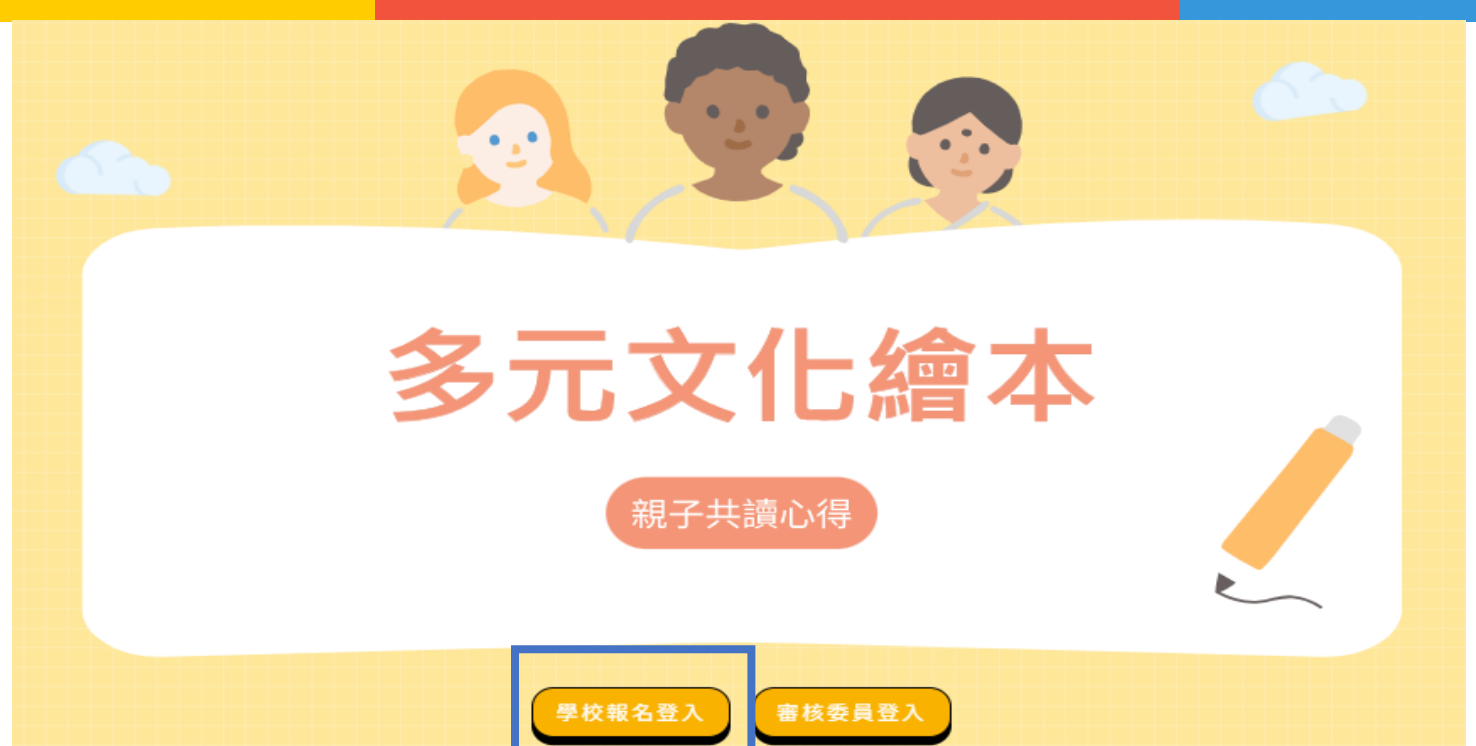 多元文化繪本
親子共讀心得
學校報名登入
審核委員登入